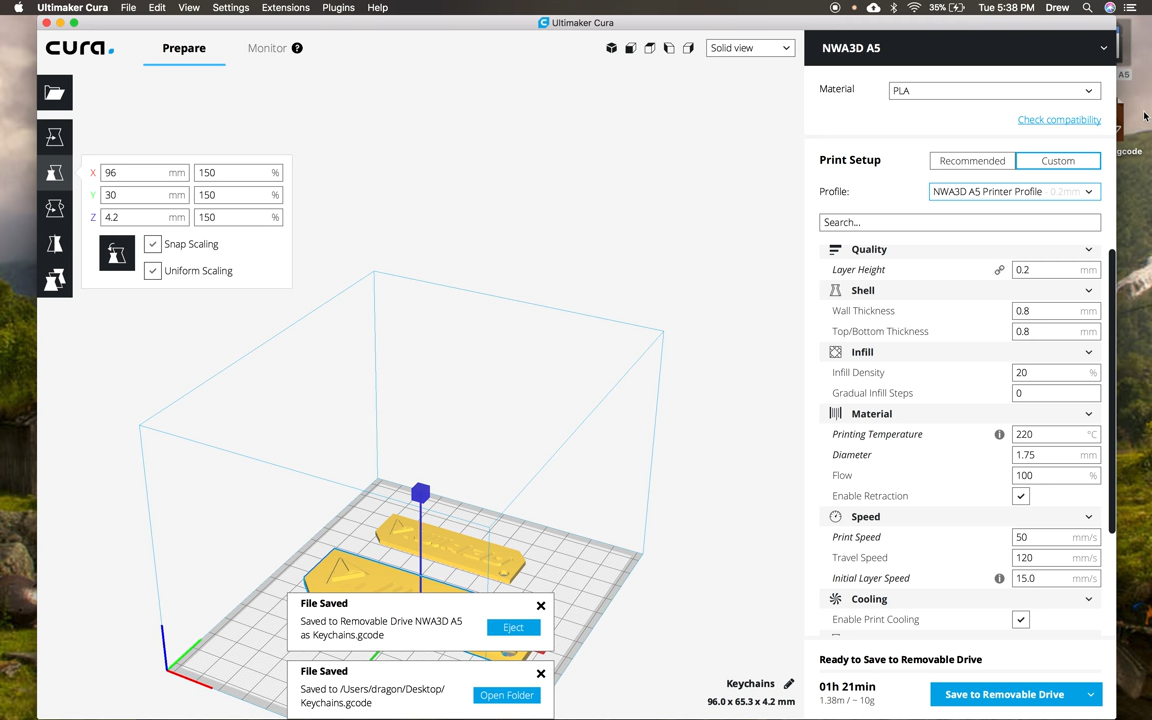 Ultimaker Cura File Edit View Settings Extensions Plugins Help
35% Tue 5:38 PM Drew
Ultimaker Cura
cura.
Prepare
Monitor ?
Solid view
NWA3D A5
A5
gcode
Material
PLA
Check compatibility
Print Setup
Recommended
Custom
Profile:
NWA3D A5 Printer Profile - 0.2mm
Search...
X 96 mm 150 %
Y 30 mm 150 %
Z 4.2 mm 150 %
Snap Scaling
Uniform Scaling
Quality
Layer Height 0.2 mm
Shell
Wall Thickness 0.8 mm
Top/Bottom Thickness 0.8 mm
Infill
Infill Density 20 %
Gradual Infill Steps 0
Material
Printing Temperature 220 °C
Diameter 1.75 mm
Flow 100 %
Enable Retraction
Speed
Print Speed 50 mm/s
Travel Speed 120 mm/s
Initial Layer Speed 15.0 mm/s
Cooling
Enable Print Cooling
File Saved
Saved to Removable Drive NWA3D A5
as Keychains.gcode
Eject
File Saved
Saved to /Users/dragon/Desktop/
Keychains.gcode
Open Folder
Keychains
96.0 x 65.3 x 4.2 mm
Ready to Save to Removable Drive
01h 21min
1.38m / ~ 10g
Save to Removable Drive